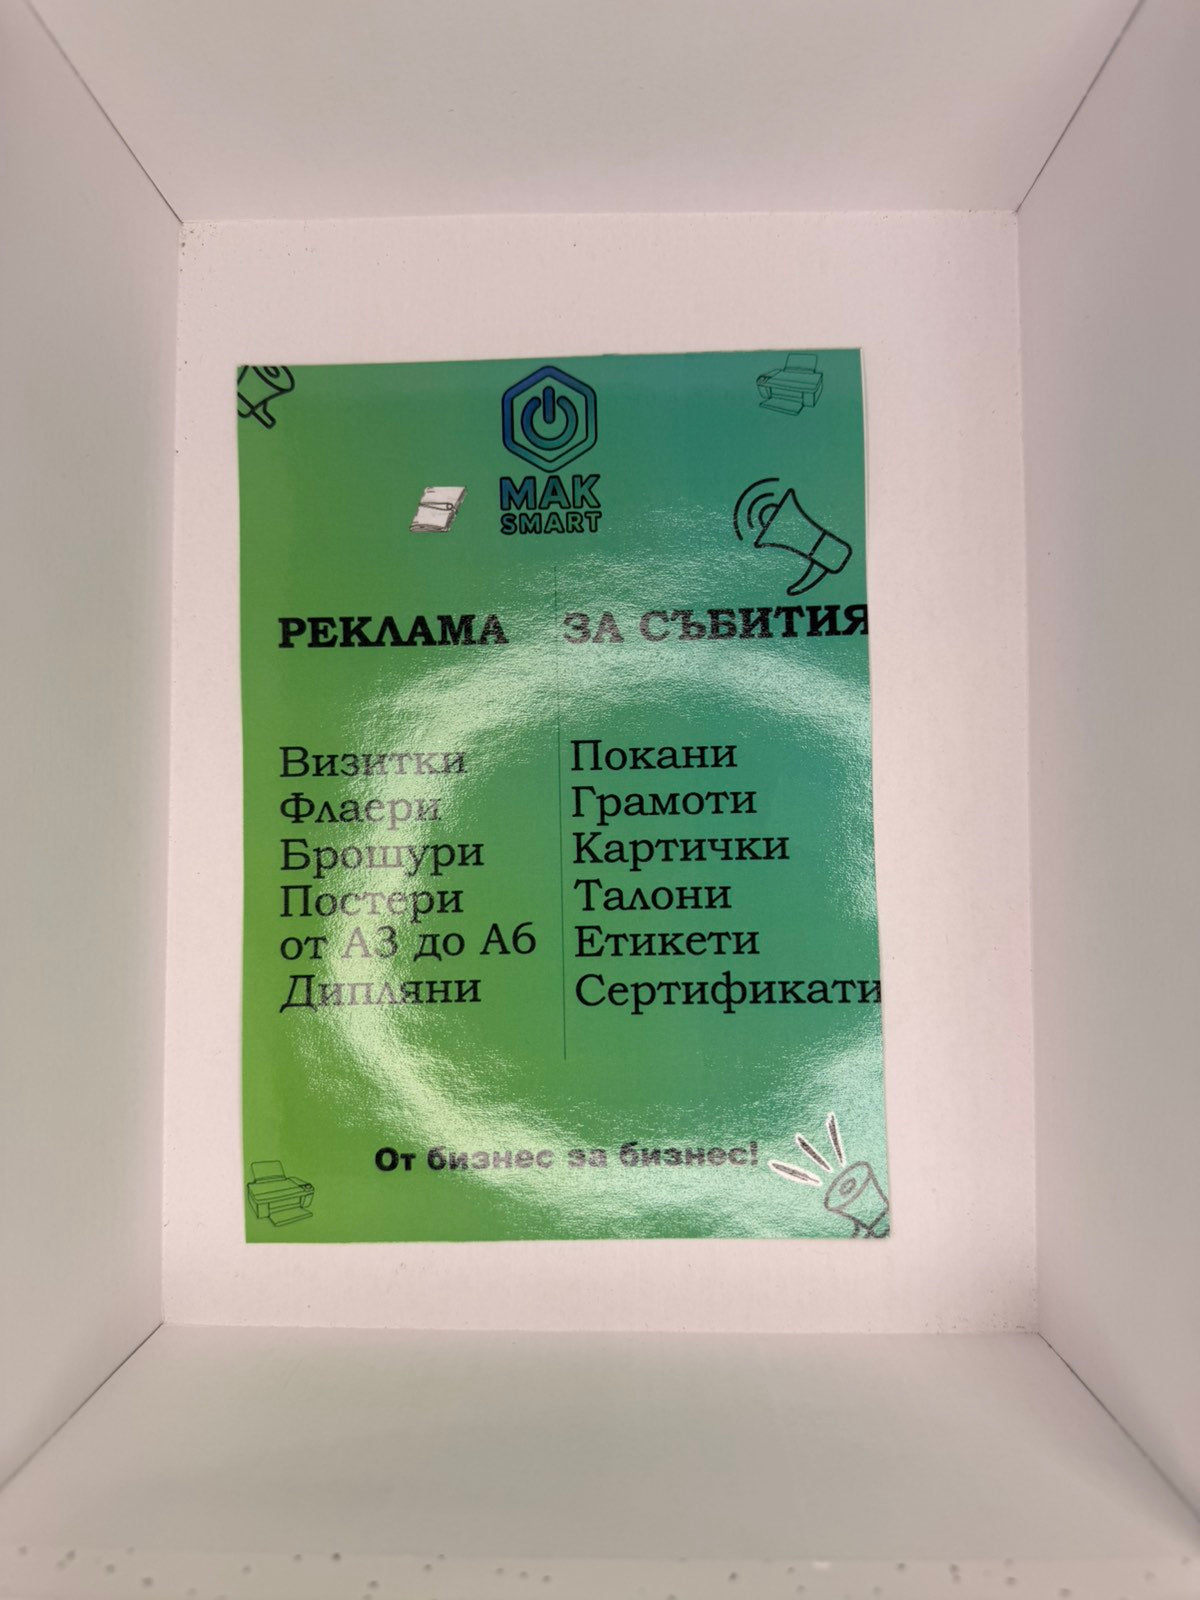 MAK
SMART
РЕКЛАМА
Визитки
Флаери
Брошури
Постери
от А3 до А6
Дипляни
ЗА СЪБИТИЯ
Покани
Грамоти
Картички
Талони
Етикети
Сертификати
От бизнес за бизнес!